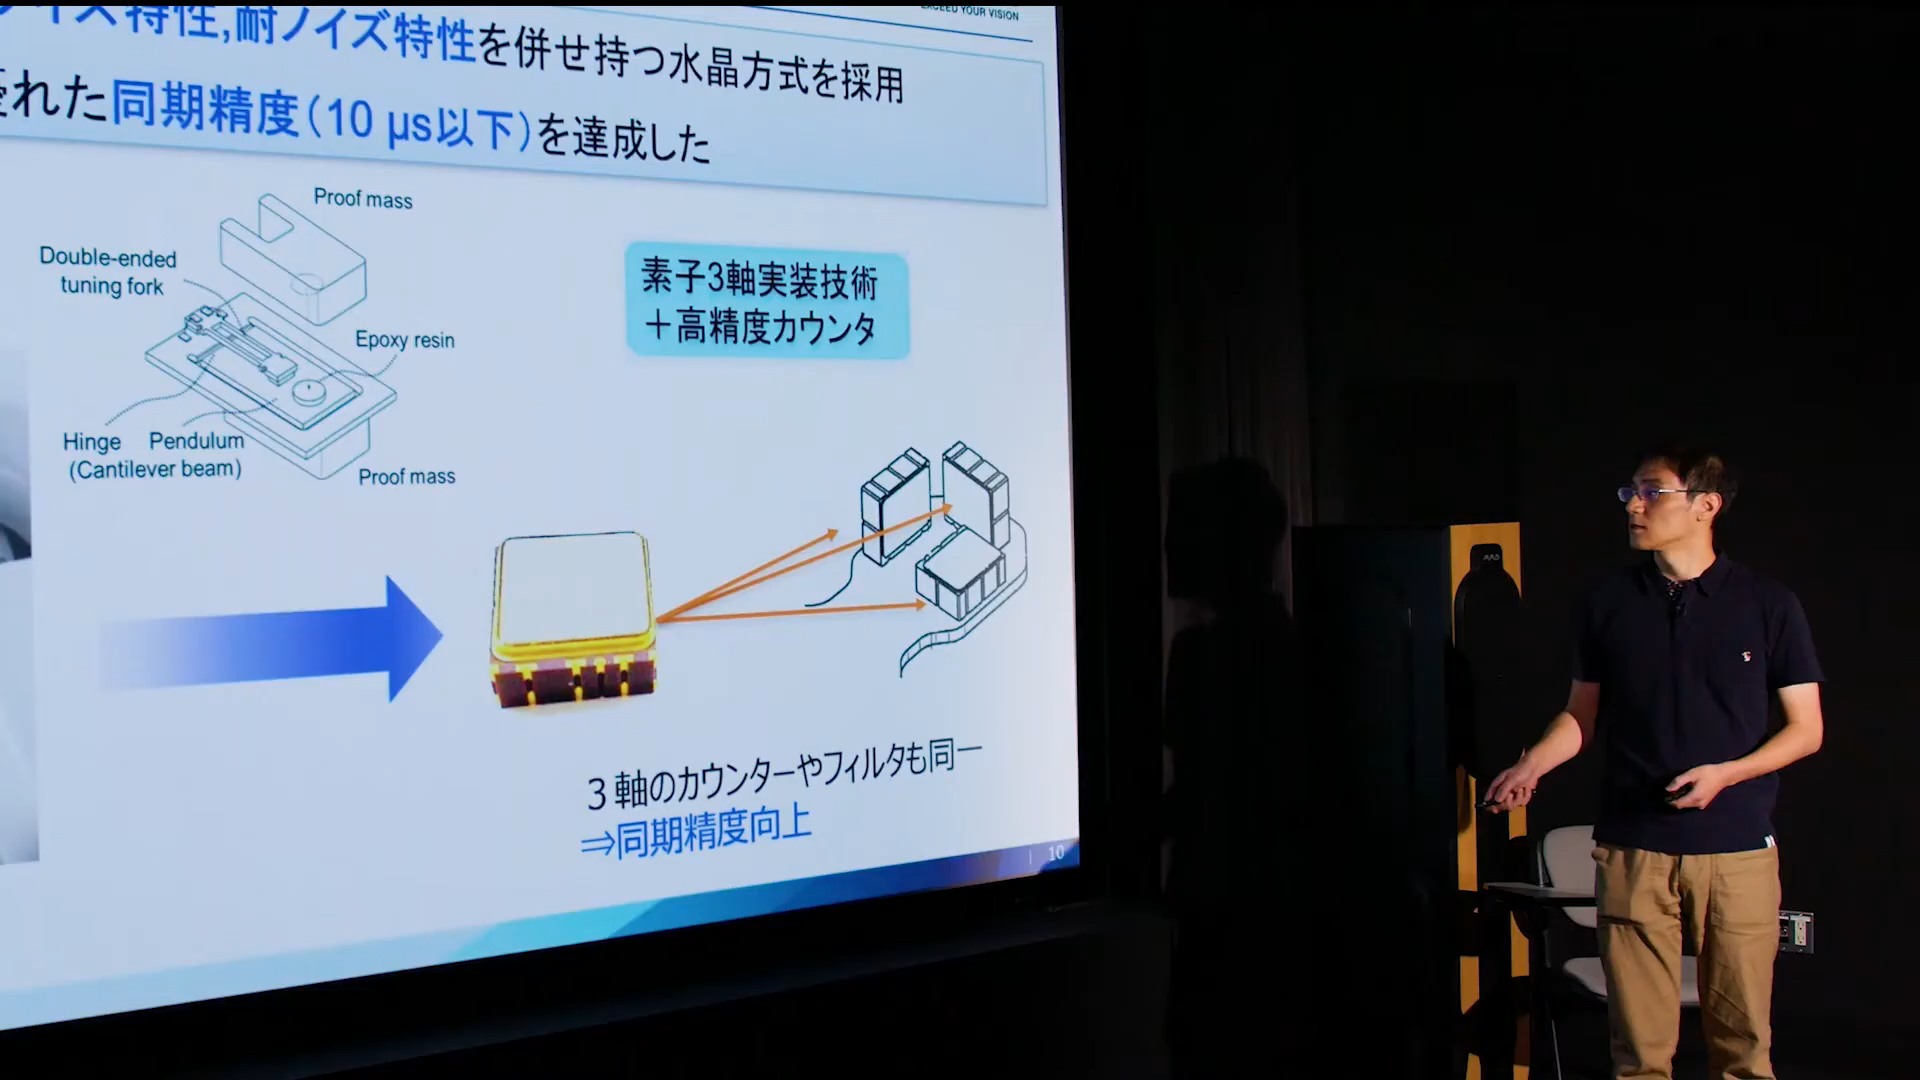 EXCEED YOUR VISION
イズ特性,耐ノイズ特性を併せ持つ水晶方式を採用
優れた同期精度（10 μs以下）を達成した
Proof mass
Double-ended
tuning fork
Epoxy resin
Hinge Pendulum
(Cantilever beam)
Proof mass
素子3軸実装技術
＋高精度カウンタ
３軸のカウンターやフィルタも同一
⇒同期精度向上
10